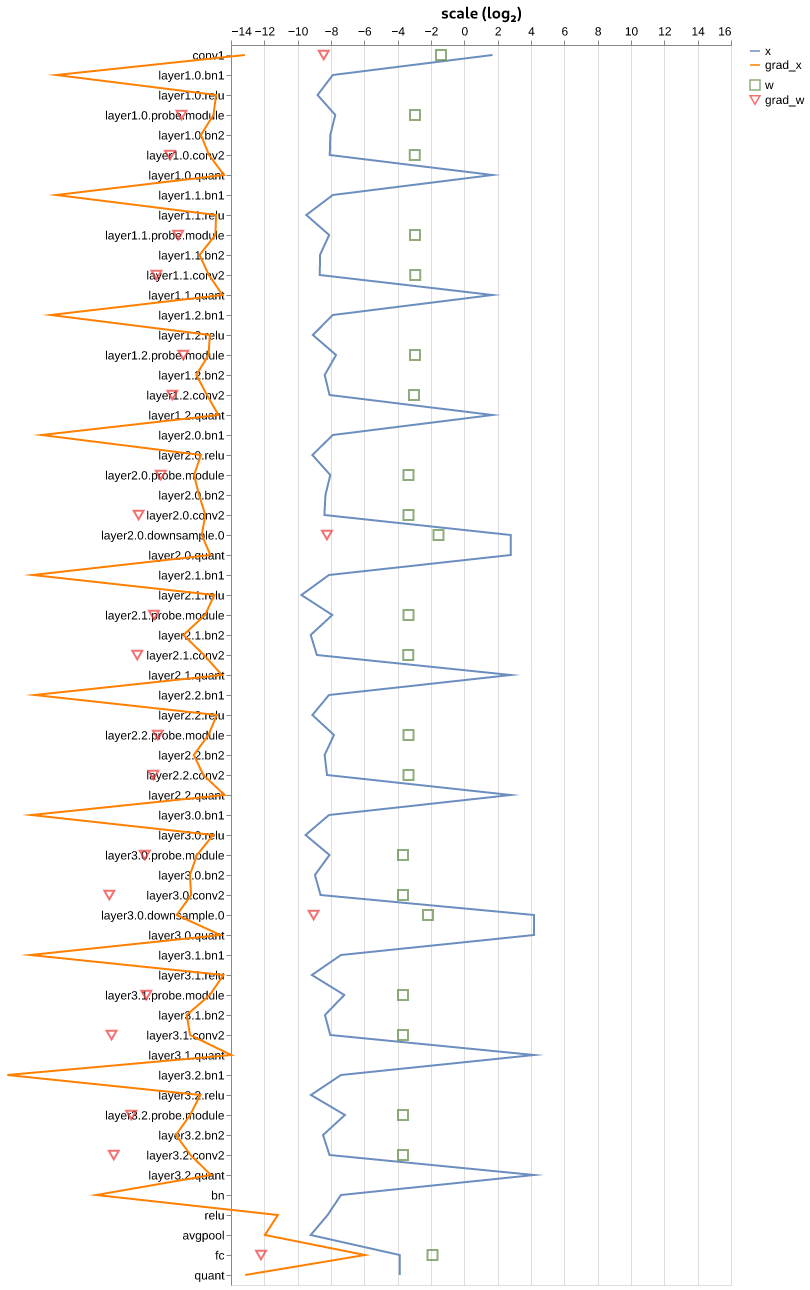 scale (log₂)
−14 −12 −10 −8 −6 −4 −2 0 2 4 6 8 10 12 14 16
x
grad_x
w
grad_w
conv1
layer1.0.bn1
layer1.0.relu
layer1.0.probe.module
layer1.0.bn2
layer1.0.conv2
layer1.0.quant
layer1.1.bn1
layer1.1.relu
layer1.1.probe.module
layer1.1.bn2
layer1.1.conv2
layer1.1.quant
layer1.2.bn1
layer1.2.relu
layer1.2.probe.module
layer1.2.bn2
layer1.2.conv2
layer1.2.quant
layer2.0.bn1
layer2.0.relu
layer2.0.probe.module
layer2.0.bn2
layer2.0.conv2
layer2.0.downsample.0
layer2.0.quant
layer2.1.bn1
layer2.1.relu
layer2.1.probe.module
layer2.1.bn2
layer2.1.conv2
layer2.1.quant
layer2.2.bn1
layer2.2.relu
layer2.2.probe.module
layer2.2.bn2
layer2.2.conv2
layer2.2.quant
layer3.0.bn1
layer3.0.relu
layer3.0.probe.module
layer3.0.bn2
layer3.0.conv2
layer3.0.downsample.0
layer3.0.quant
layer3.1.bn1
layer3.1.relu
layer3.1.probe.module
layer3.1.bn2
layer3.1.conv2
layer3.1.quant
layer3.2.bn1
layer3.2.relu
layer3.2.probe.module
layer3.2.bn2
layer3.2.conv2
layer3.2.quant
bn
relu
avgpool
fc
quant